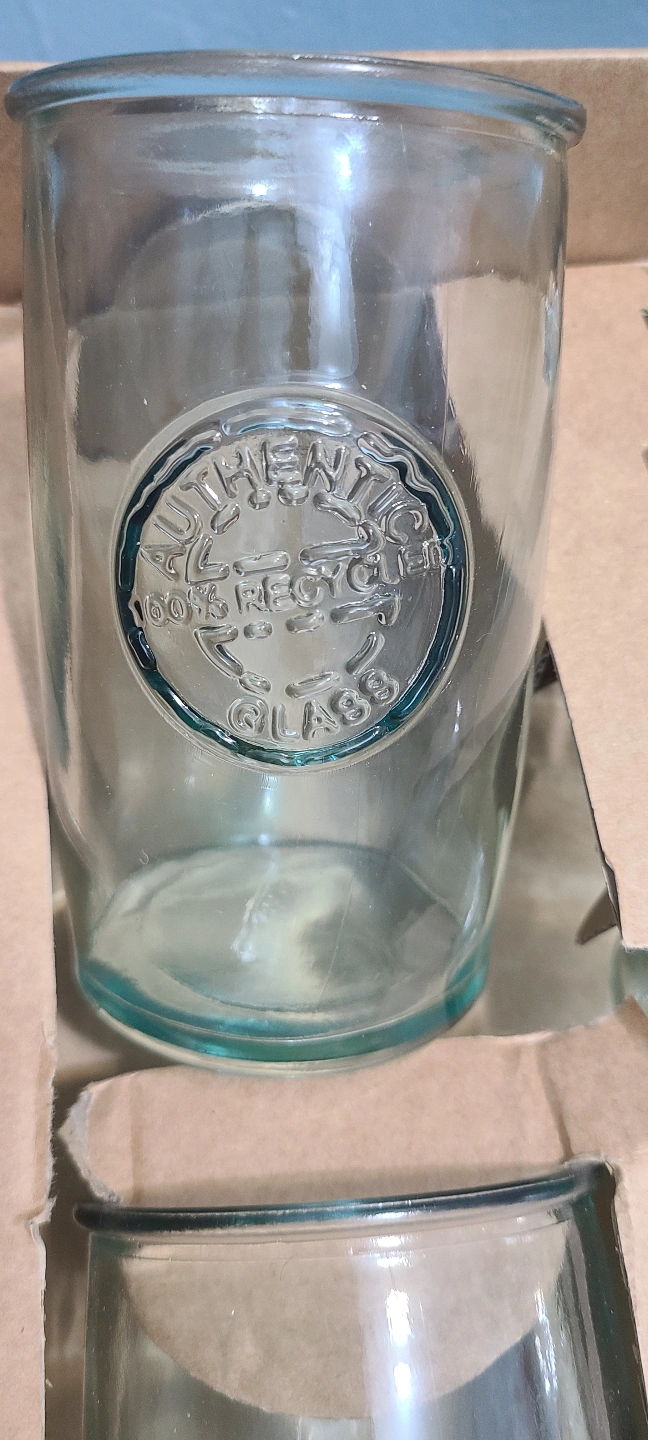 AUTHENTIC
100% RECYCLED
GLASS